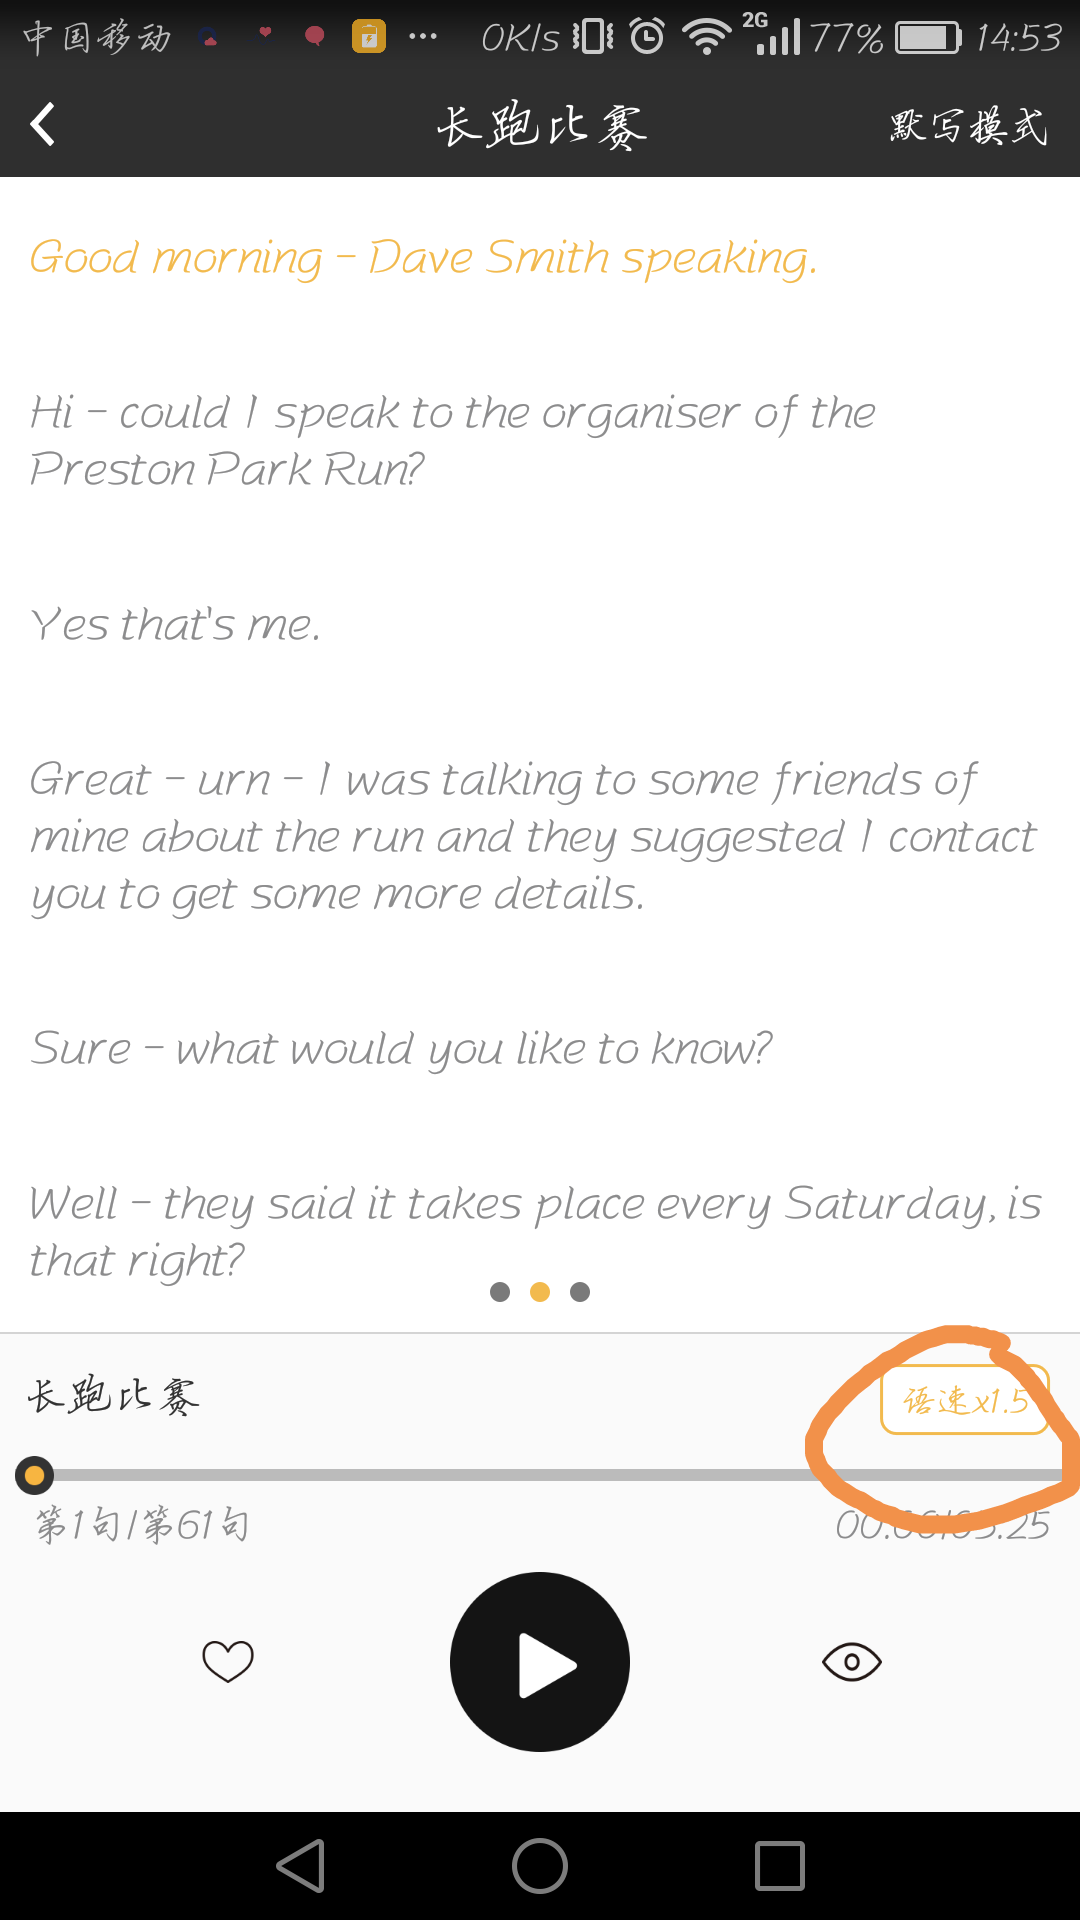 中国移动 0K/s 2G 77% 14:53
长跑比赛 默写模式
Good morning - Dave Smith speaking.
Hi - could I speak to the organiser of the
Preston Park Run?
Yes that's me.
Great - urn - I was talking to some friends of
mine about the run and they suggested I contact
you to get some more details.
Sure - what would you like to know?
Well - they said it takes place every Saturday, is
that right?
长跑比赛 语速x1.5
第1句/第61句